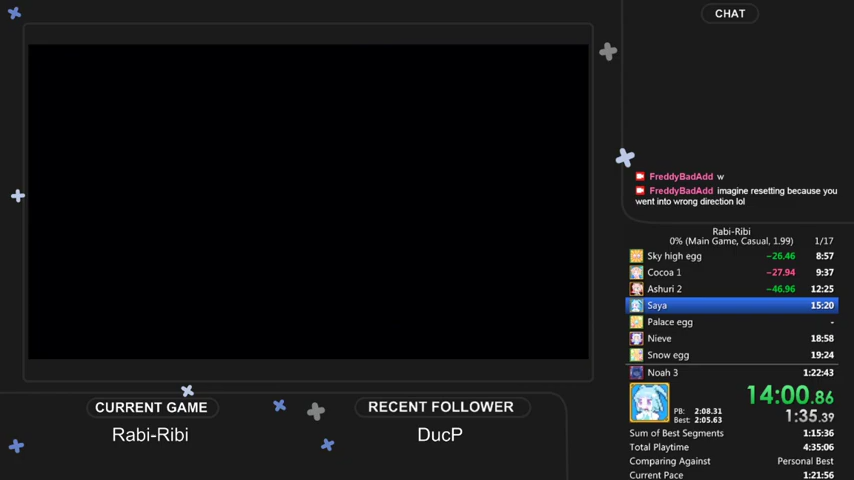 CHAT
FreddyBadAdd w
FreddyBadAdd imagine resetting because you
went into wrong direction lol
Rabi-Ribi
0% (Main Game, Casual, 1.99) 1/17
Sky high egg −26.46 8:57
Cocoa 1 −27.94 9:37
Ashuri 2 −46.96 12:25
Saya 15:20
Palace egg -
Nieve 18:58
Snow egg 19:24
Noah 3 1:22:43
14:00.86
PB: 2:08.31
Best: 2:05.63
1:35.39
Sum of Best Segments 1:15:36
Total Playtime 4:35:06
Comparing Against Personal Best
Current Pace 1:21:56
CURRENT GAME
Rabi-Ribi
RECENT FOLLOWER
DucP